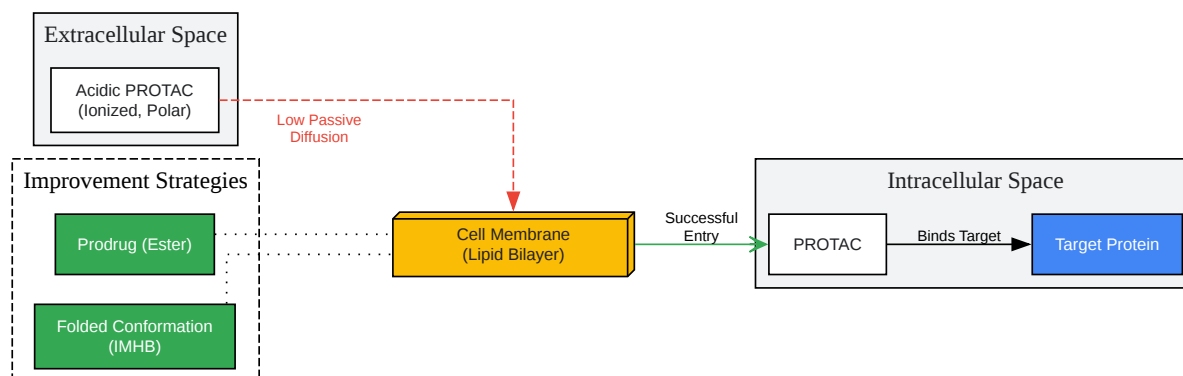 Extracellular Space
Acidic PROTAC
(Ionized, Polar)
Low Passive
Diffusion
Improvement Strategies
Prodrug (Ester)
Folded Conformation
(IMHB)
Cell Membrane
(Lipid Bilayer)
Successful
Entry
Intracellular Space
PROTAC
Binds Target
Target Protein